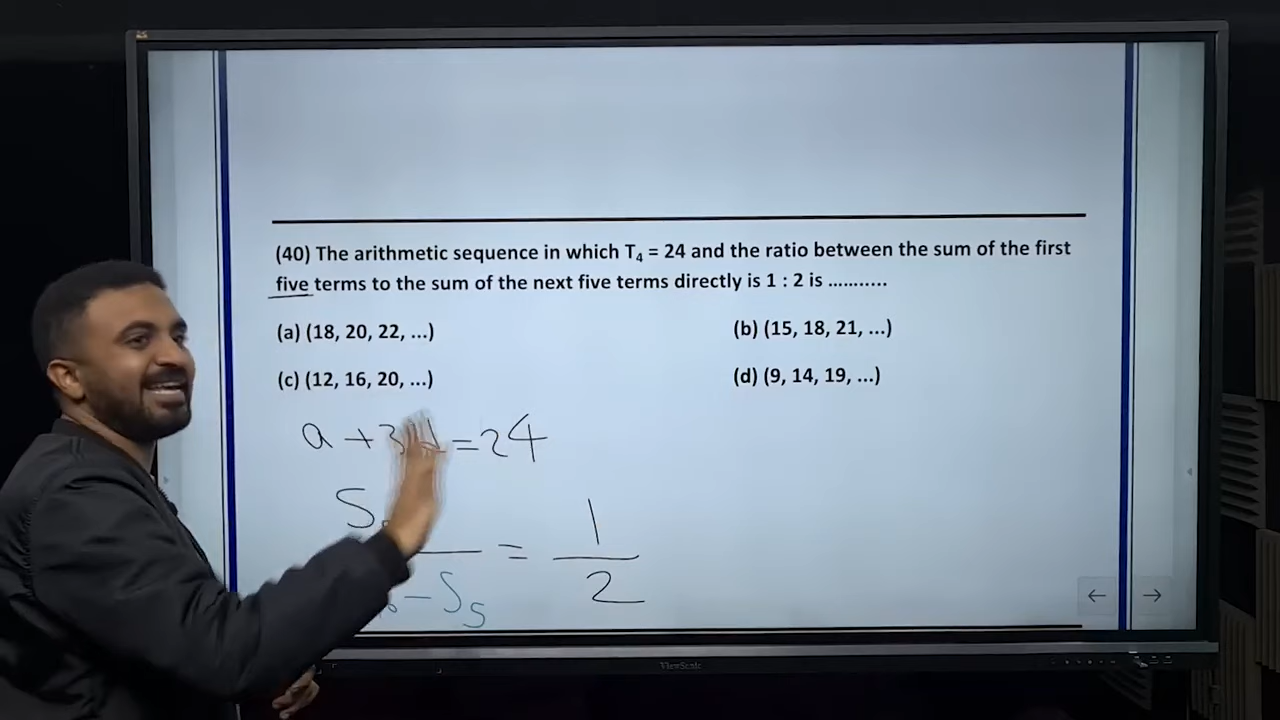 (40) The arithmetic sequence in which T₄ = 24 and the ratio between the sum of the first
five terms to the sum of the next five terms directly is 1 : 2 is ...........
(a) (18, 20, 22, ...)
(b) (15, 18, 21, ...)
(c) (12, 16, 20, ...)
(d) (9, 14, 19, ...)
a + 3 = 24
S = 1
- S₅ 2
ViewSonic